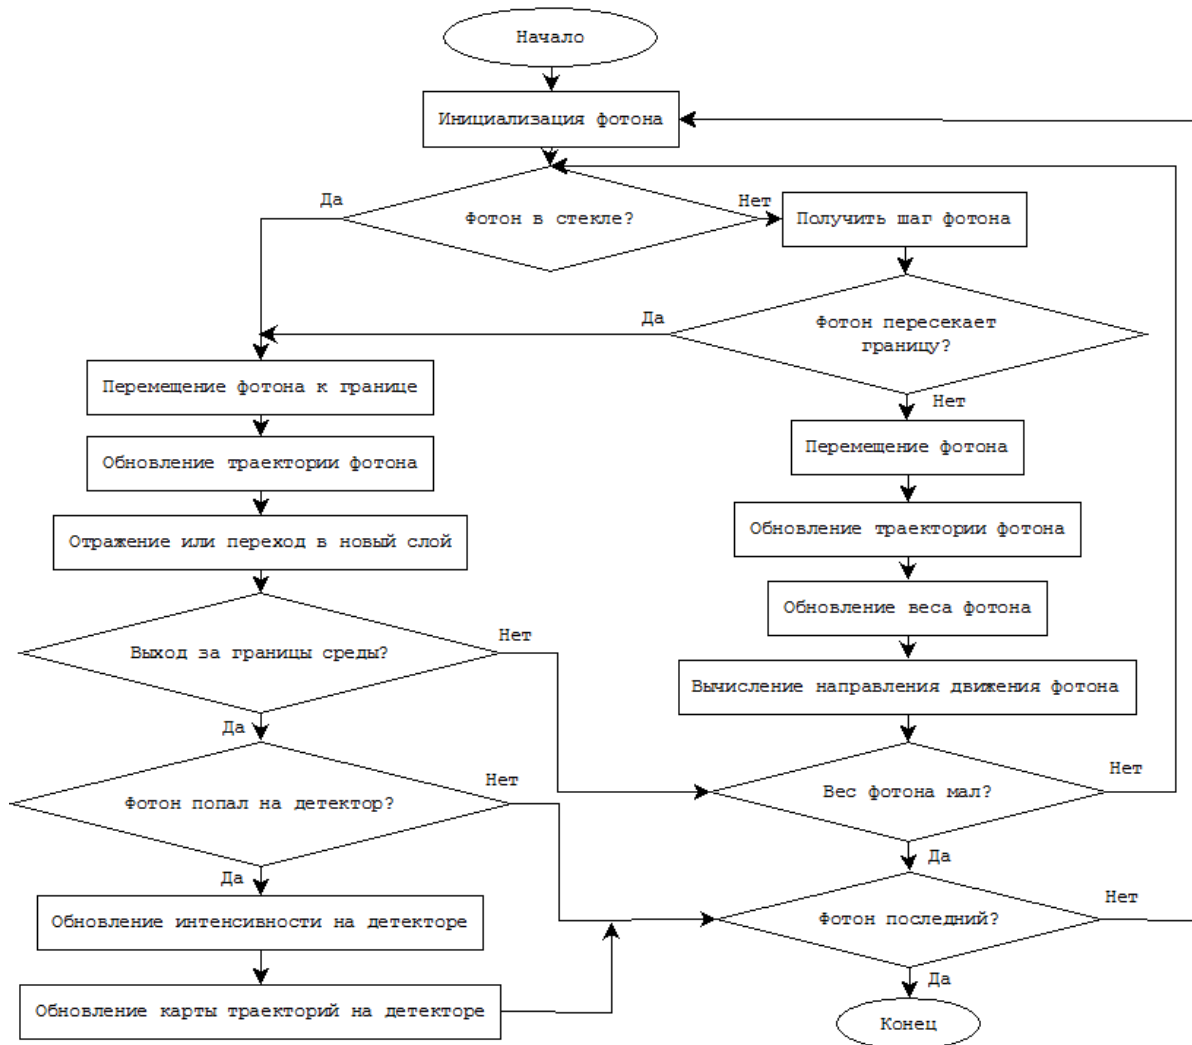 Начало
Инициализация фотона
Да
Фотон в стекле?
Нет
Получить шаг фотона
Да
Фотон пересекает
границу?
Нет
Перемещение фотона к границе
Обновление траектории фотона
Отражение или переход в новый слой
Перемещение фотона
Обновление траектории фотона
Обновление веса фотона
Вычисление направления движения фотона
Выход за границы среды?
Нет
Да
Фотон попал на детектор?
Нет
Да
Вес фотона мал?
Нет
Да
Обновление интенсивности на детекторе
Обновление карты траекторий на детекторе
Фотон последний?
Нет
Да
Конец